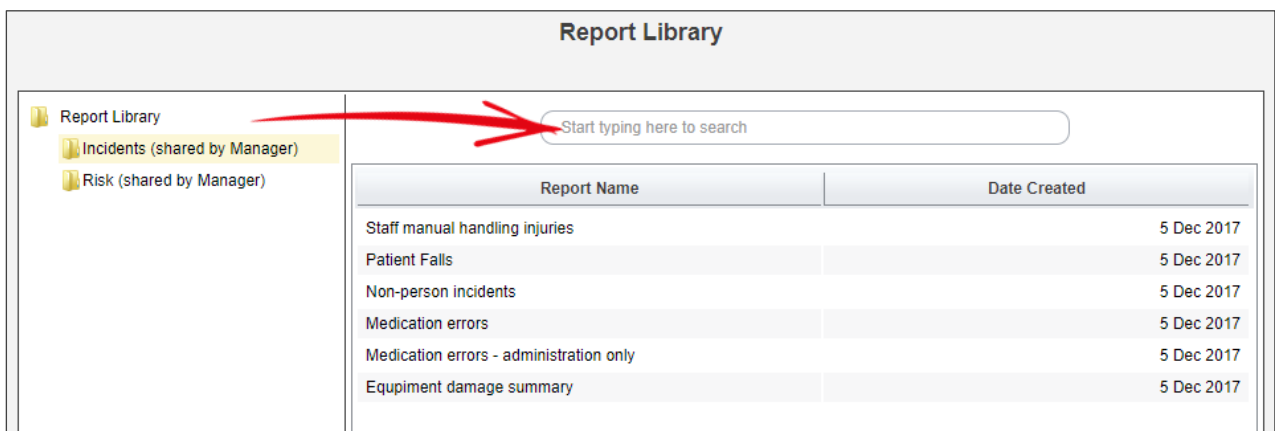 Report Library
Report Library
Incidents (shared by Manager)
Risk (shared by Manager)
Start typing here to search
Report Name Date Created
Staff manual handling injuries 5 Dec 2017
Patient Falls 5 Dec 2017
Non-person incidents 5 Dec 2017
Medication errors 5 Dec 2017
Medication errors - administration only 5 Dec 2017
Equpiment damage summary 5 Dec 2017